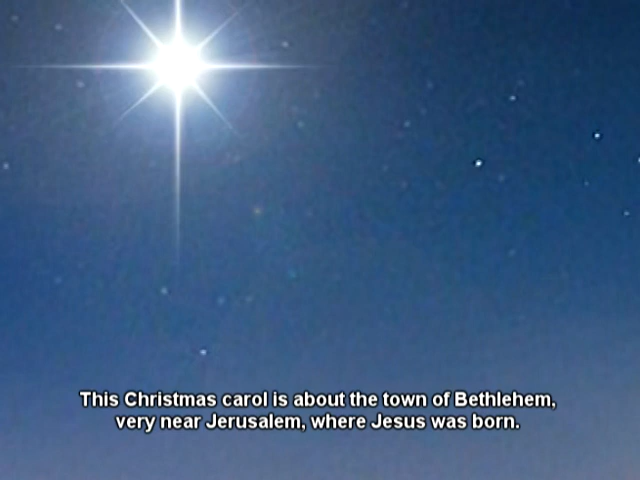 This Christmas carol is about the town of Bethlehem,
very near Jerusalem, where Jesus was born.